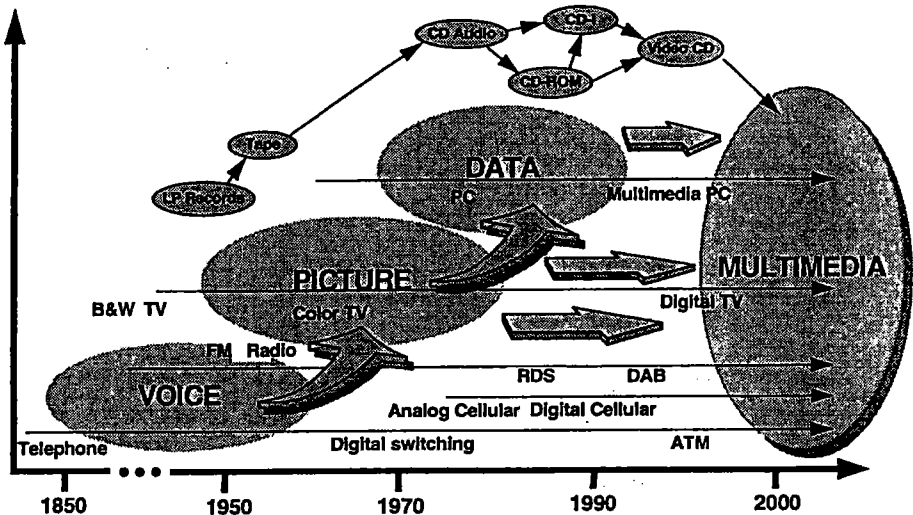 CD Audio
CD-I
Video CD
CD-ROM
Tape
LP Records
DATA
PC
Multimedia PC
PICTURE
MULTIMEDIA
B&W TV
Color TV
Digital TV
FM Radio
VOICE
RDS
DAB
Analog Cellular
Digital Cellular
Telephone
Digital switching
ATM
1850
1950
1970
1990
2000